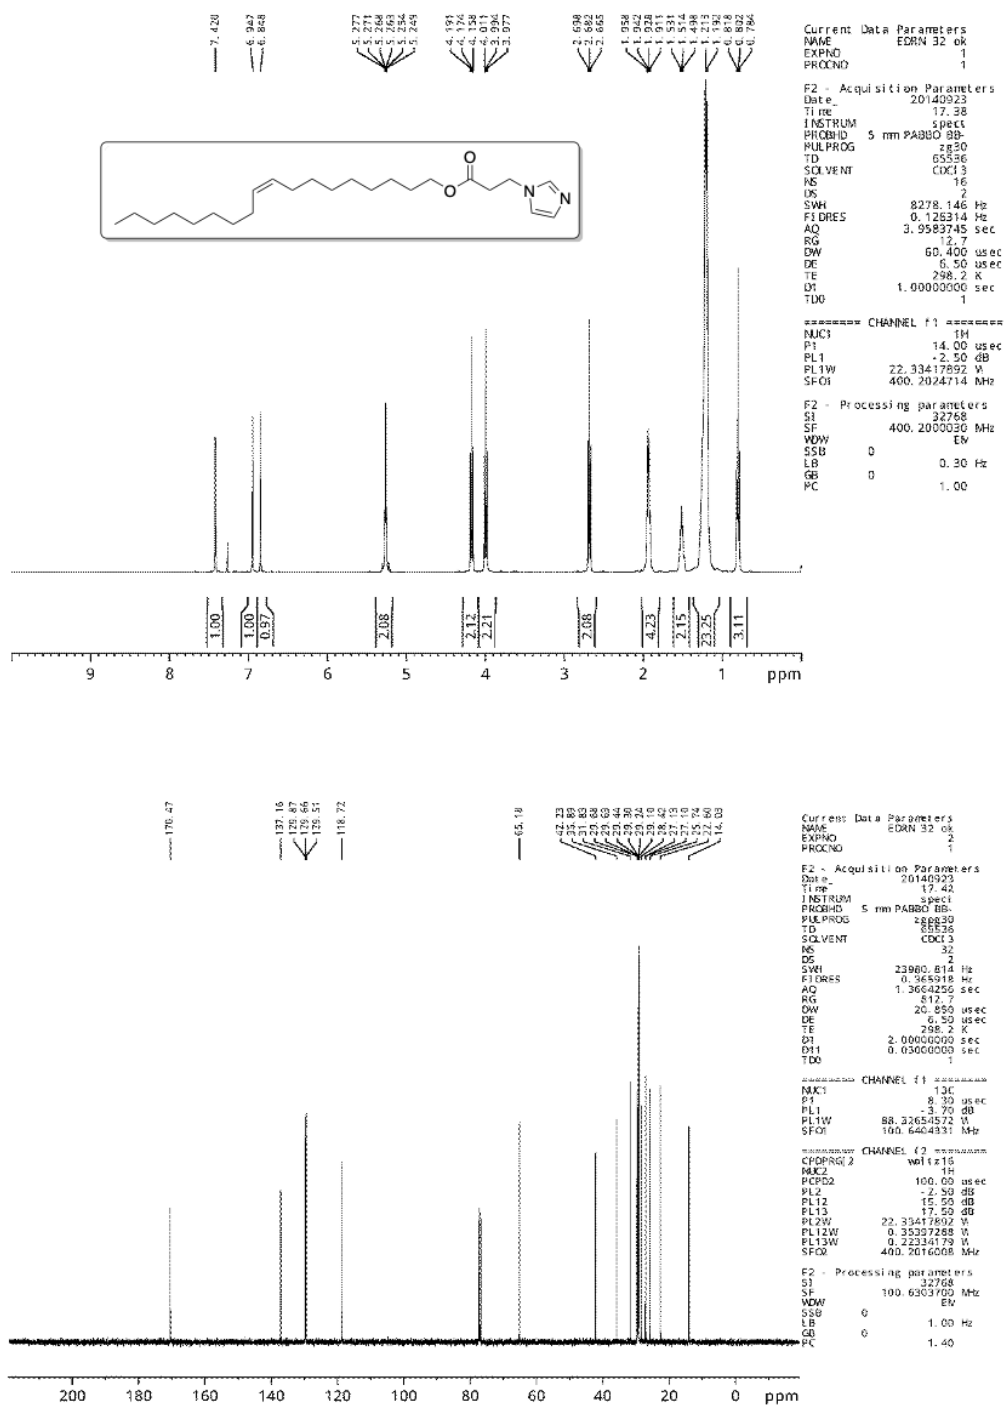 7.428
6.947
6.848
5.277
5.271
5.268
5.263
5.254
5.249
4.191
4.174
4.158
4.011
3.994
3.977
2.698
2.682
2.665
1.958
1.942
1.928
1.911
1.531
1.514
1.498
1.213
1.192
0.818
0.802
0.784
Current Data Parameters
NAME EDRN 32 ok
EXPNO 1
PROCNO 1
F2 - Acquisition Parameters
Date_ 20140923
Time 17.38
INSTRUM spect
PROBHD 5 mm PABBO BB-
PULPROG zg30
TD 65536
SOLVENT CDCl3
NS 16
DS 2
SWH 8278.146 Hz
FIDRES 0.126314 Hz
AQ 3.9583745 sec
RG 12.7
DW 60.400 usec
DE 6.50 usec
TE 298.2 K
D1 1.00000000 sec
TD0 1
======== CHANNEL f1 ========
NUC1 1H
P1 14.00 usec
PL1 -2.50 dB
PL1W 22.33417892 W
SFO1 400.2024714 MHz
F2 - Processing parameters
SI 32768
SF 400.2000030 MHz
WDW EM
SSB 0
LB 0.30 Hz
GB 0
PC 1.00
O
O
N
N
1.00
1.00
0.97
2.08
2.12
2.21
2.08
4.23
2.15
23.25
3.11
9 8 7 6 5 4 3 2 1 ppm
170.47
137.16
129.87
129.66
129.51
118.72
65.18
42.23
35.89
31.83
29.68
29.63
29.44
29.30
29.24
29.10
28.42
27.13
27.10
25.74
22.60
14.03
Current Data Parameters
NAME EDRN 32 ok
EXPNO 2
PROCNO 1
F2 - Acquisition Parameters
Date_ 20140923
Time 17.42
INSTRUM spect
PROBHD 5 mm PABBO BB-
PULPROG zgpg30
TD 65536
SOLVENT CDCl3
NS 32
DS 2
SWH 23980.814 Hz
FIDRES 0.365918 Hz
AQ 1.3664256 sec
RG 812.7
DW 20.850 usec
DE 6.50 usec
TE 298.2 K
D1 2.00000000 sec
D11 0.03000000 sec
TD0 1
======== CHANNEL f1 ========
NUC1 13C
P1 8.30 usec
PL1 -3.70 dB
PL1W 88.32654572 W
SFO1 100.6404331 MHz
======== CHANNEL f2 ========
CPDPRG[2 waltz16
NUC2 1H
PCPD2 100.00 usec
PL2 -2.50 dB
PL12 15.50 dB
PL13 17.50 dB
PL2W 22.33417892 W
PL12W 0.35397268 W
PL13W 0.22334179 W
SFO2 400.2016008 MHz
F2 - Processing parameters
SI 32768
SF 100.6303700 MHz
WDW EM
SSB 0
LB 1.00 Hz
GB 0
PC 1.40
200 180 160 140 120 100 80 60 40 20 0 ppm